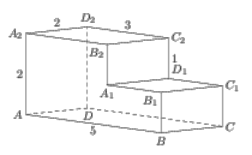 2 D₂ 3
A₂ C₂
B₂
2 1
D₁
A₁ B₁ C₁
A D
5 C
B